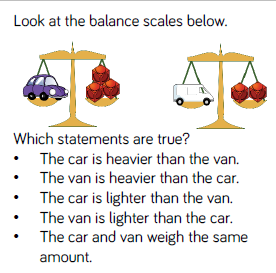 Look at the balance scales below.
Which statements are true?
• The car is heavier than the van.
• The van is heavier than the car.
• The car is lighter than the van.
• The van is lighter than the car.
• The car and van weigh the same
amount.